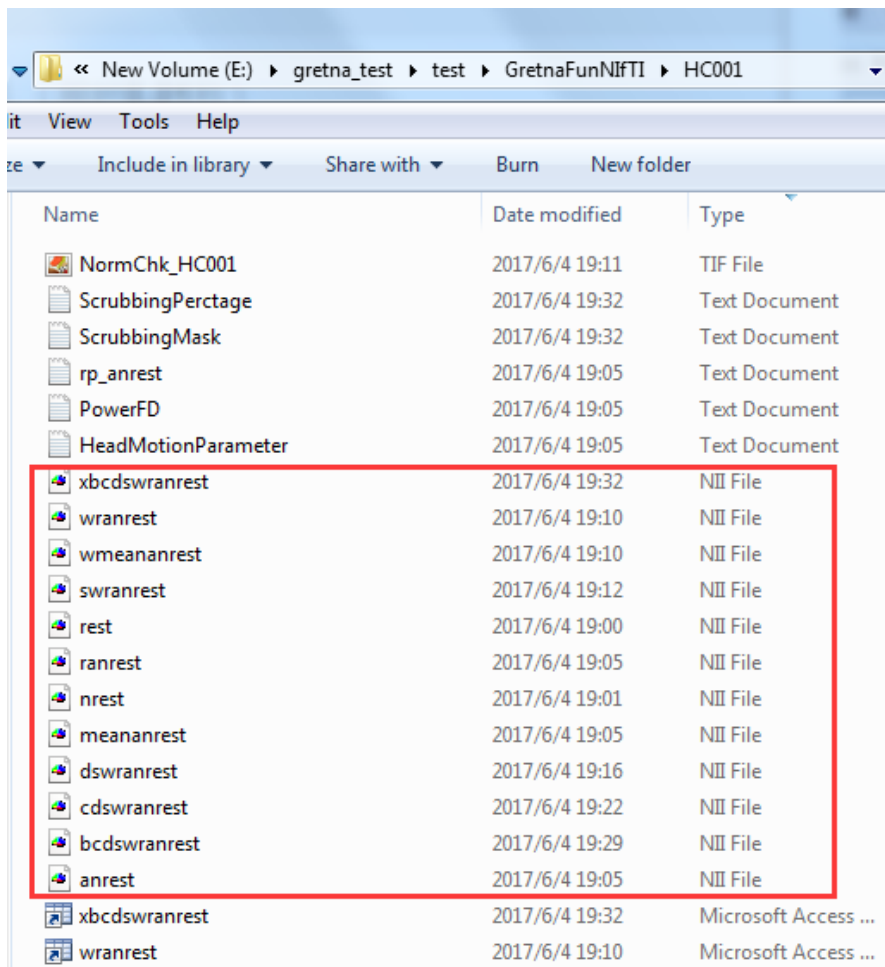 « New Volume (E:) ▸ gretna_test ▸ test ▸ GretnaFunNIfTI ▸ HC001
it View Tools Help
ze Include in library Share with Burn New folder
Name Date modified Type
NormChk_HC001 2017/6/4 19:11 TIF File
ScrubbingPerctage 2017/6/4 19:32 Text Document
ScrubbingMask 2017/6/4 19:32 Text Document
rp_anrest 2017/6/4 19:05 Text Document
PowerFD 2017/6/4 19:05 Text Document
HeadMotionParameter 2017/6/4 19:05 Text Document
xbcdswranrest 2017/6/4 19:32 NII File
wranrest 2017/6/4 19:10 NII File
wmeananrest 2017/6/4 19:10 NII File
swranrest 2017/6/4 19:12 NII File
rest 2017/6/4 19:00 NII File
ranrest 2017/6/4 19:05 NII File
nrest 2017/6/4 19:01 NII File
meananrest 2017/6/4 19:05 NII File
dswranrest 2017/6/4 19:16 NII File
cdswranrest 2017/6/4 19:22 NII File
bcdswranrest 2017/6/4 19:29 NII File
anrest 2017/6/4 19:05 NII File
xbcdswranrest 2017/6/4 19:32 Microsoft Access ...
wranrest 2017/6/4 19:10 Microsoft Access ...